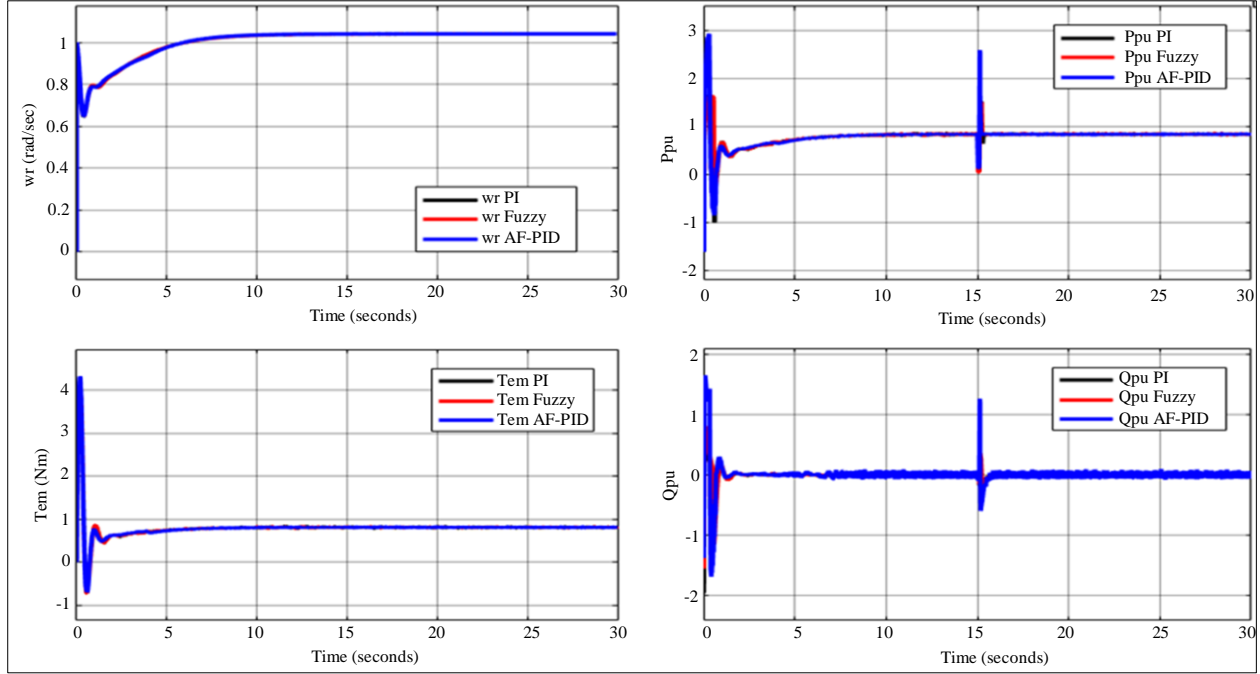 1
0.8
0.6
0.4
0.2
0
wr (rad/sec)
wr PI
wr Fuzzy
wr AF-PID
0 5 10 15 20 25 30
Time (seconds)
3
2
1
0
-1
-2
Ppu
Ppu PI
Ppu Fuzzy
Ppu AF-PID
0 5 10 15 20 25 30
Time (seconds)
4
3
2
1
0
-1
Tem (Nm)
Tem PI
Tem Fuzzy
Tem AF-PID
0 5 10 15 20 25 30
Time (seconds)
2
1
0
-1
-2
Qpu
Qpu PI
Qpu Fuzzy
Qpu AF-PID
0 5 10 15 20 25 30
Time (seconds)